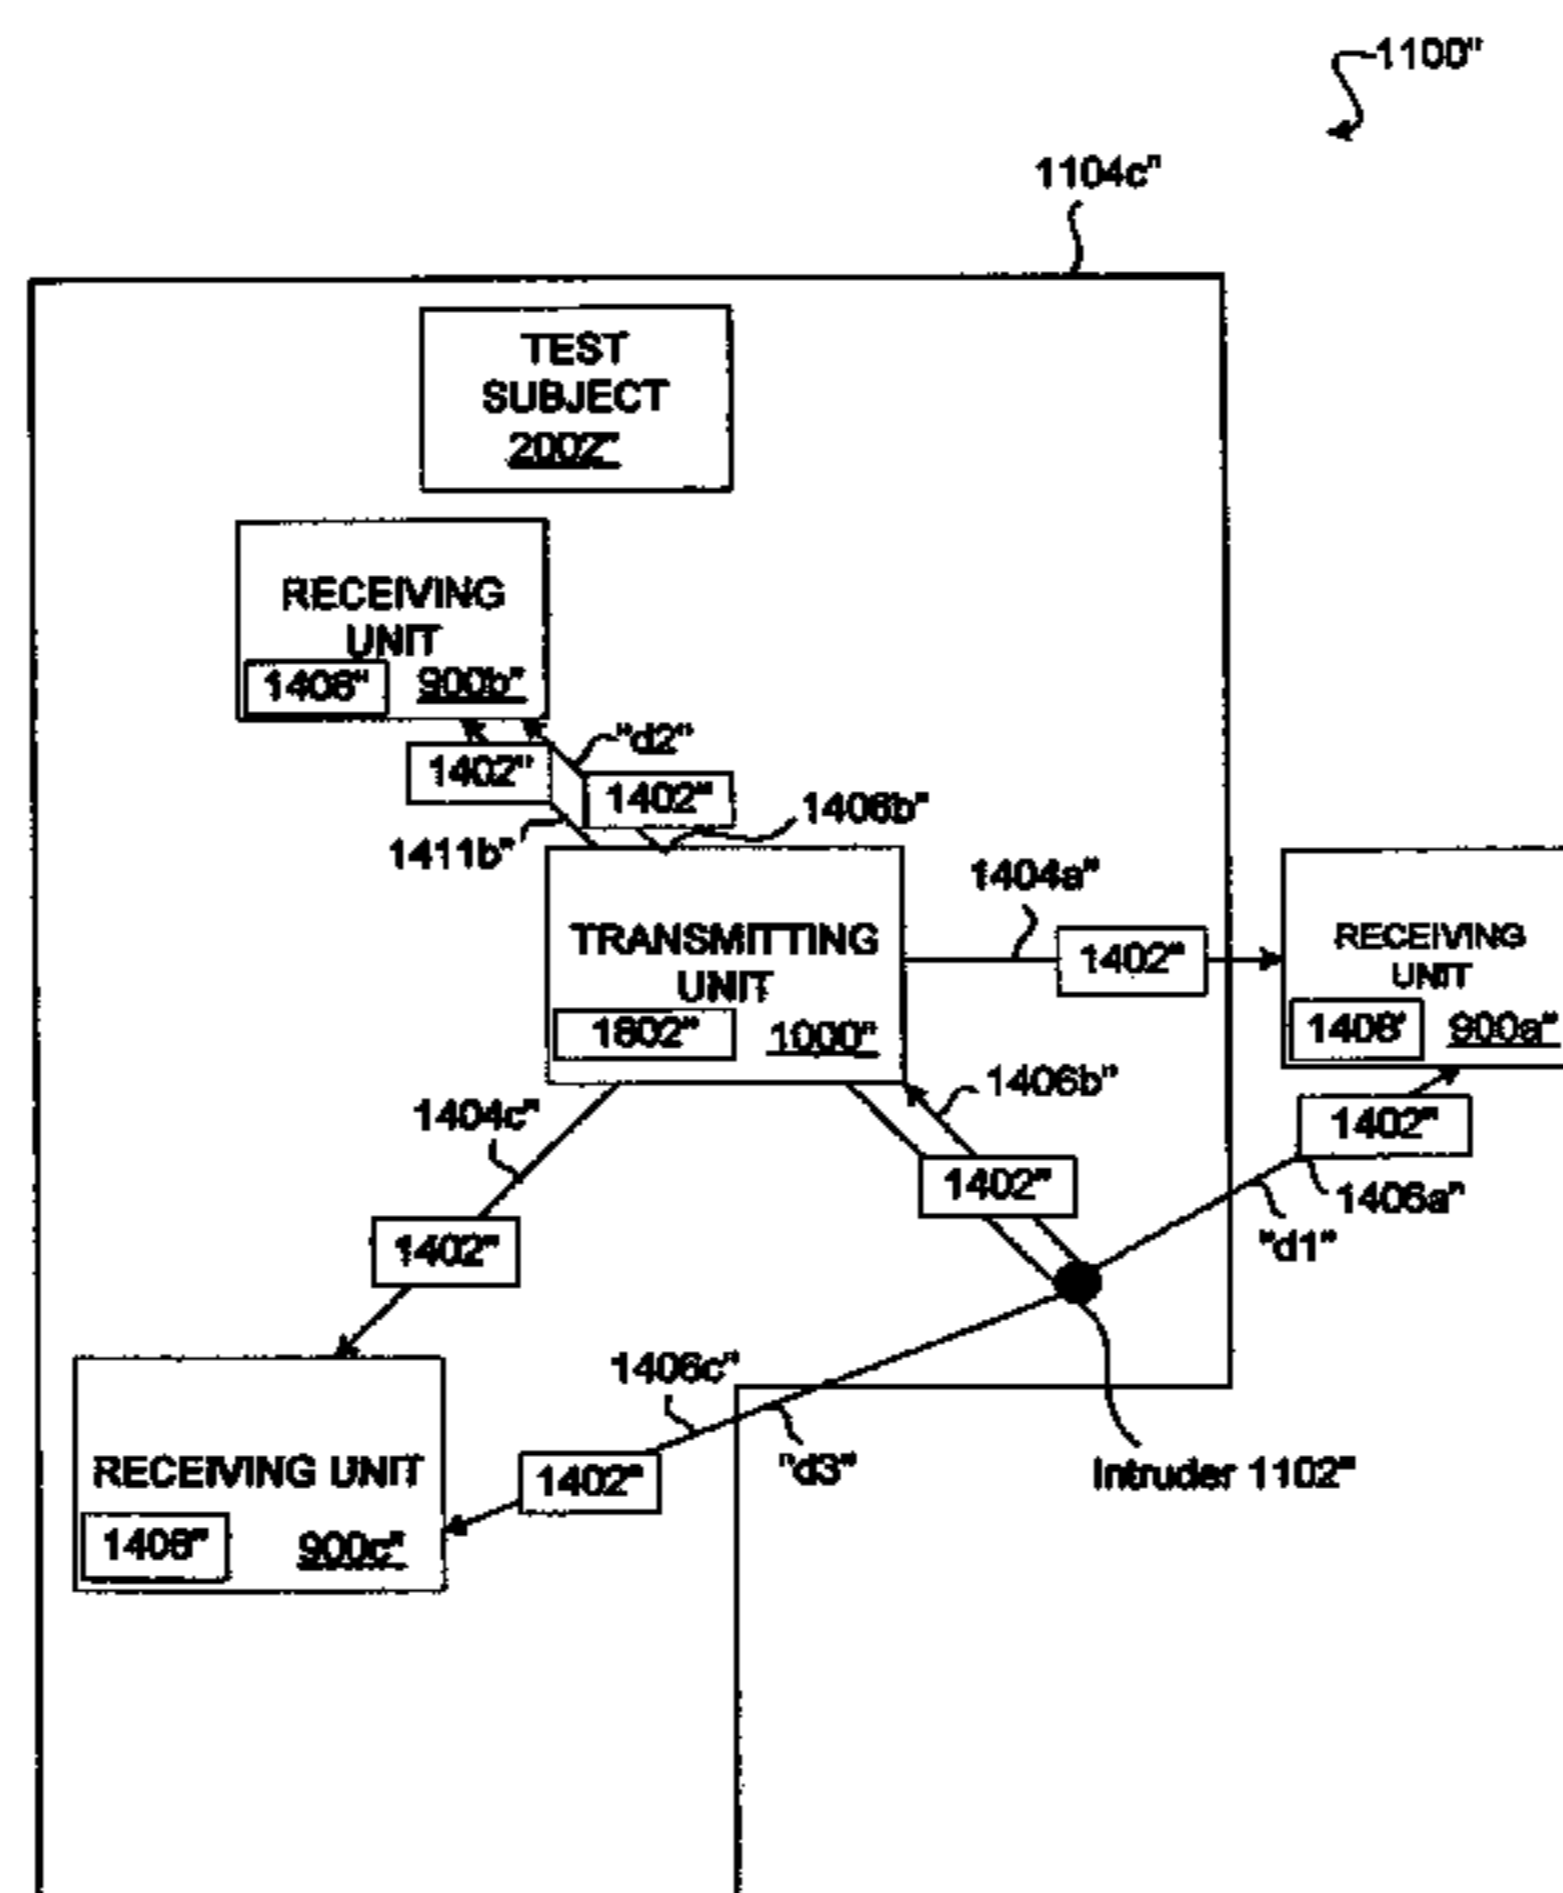 1100"
1104c"
TEST
SUBJECT
2002"
RECEIVING
UNIT
1408"
900b"
"d2"
1402"
1402"
1406b"
1411b"
1404a"
TRANSMITTING
UNIT
1802"
1000"
1402"
RECEIVING
UNIT
1408'
900a"
1404c"
1406b"
1402"
1402"
1406a"
"d1"
1402"
1406c"
"d3"
Intruder 1102"
RECEIVING UNIT
1402"
1408"
900c"